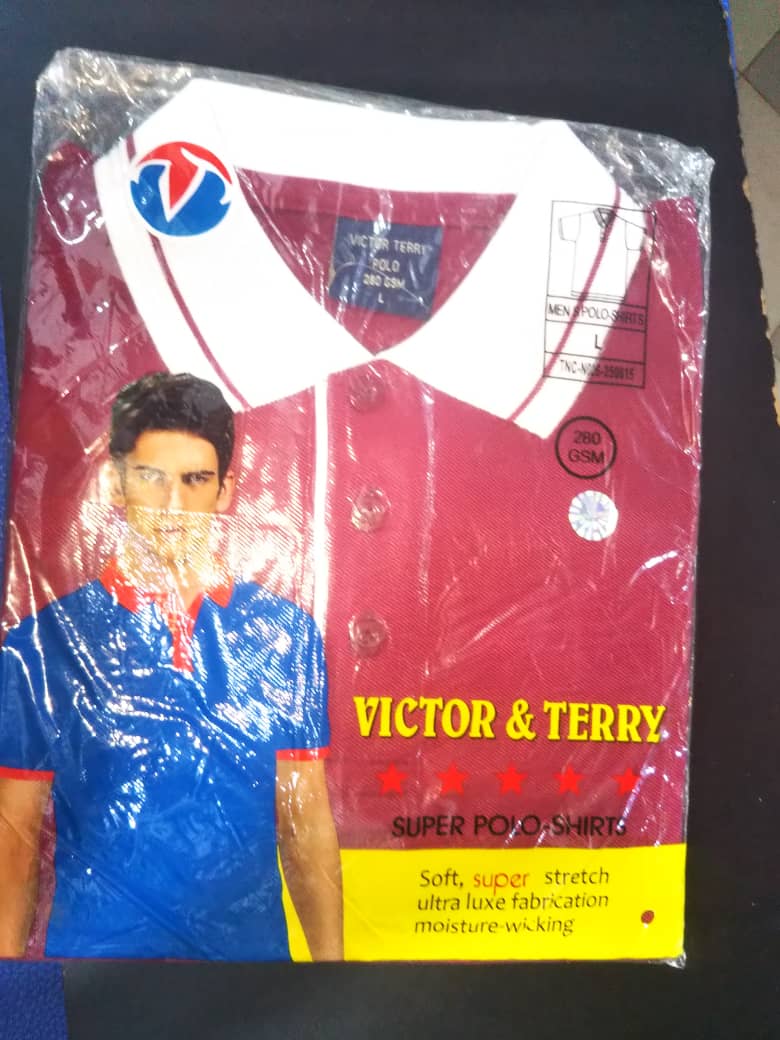 VICTOR TERRY
POLO
280 GSM
L
MEN'S POLO-SHIRTS
L
280
GSM
VICTOR & TERRY
SUPER POLO-SHIRTS
Soft, super stretch
ultra luxe fabrication
moisture-wicking